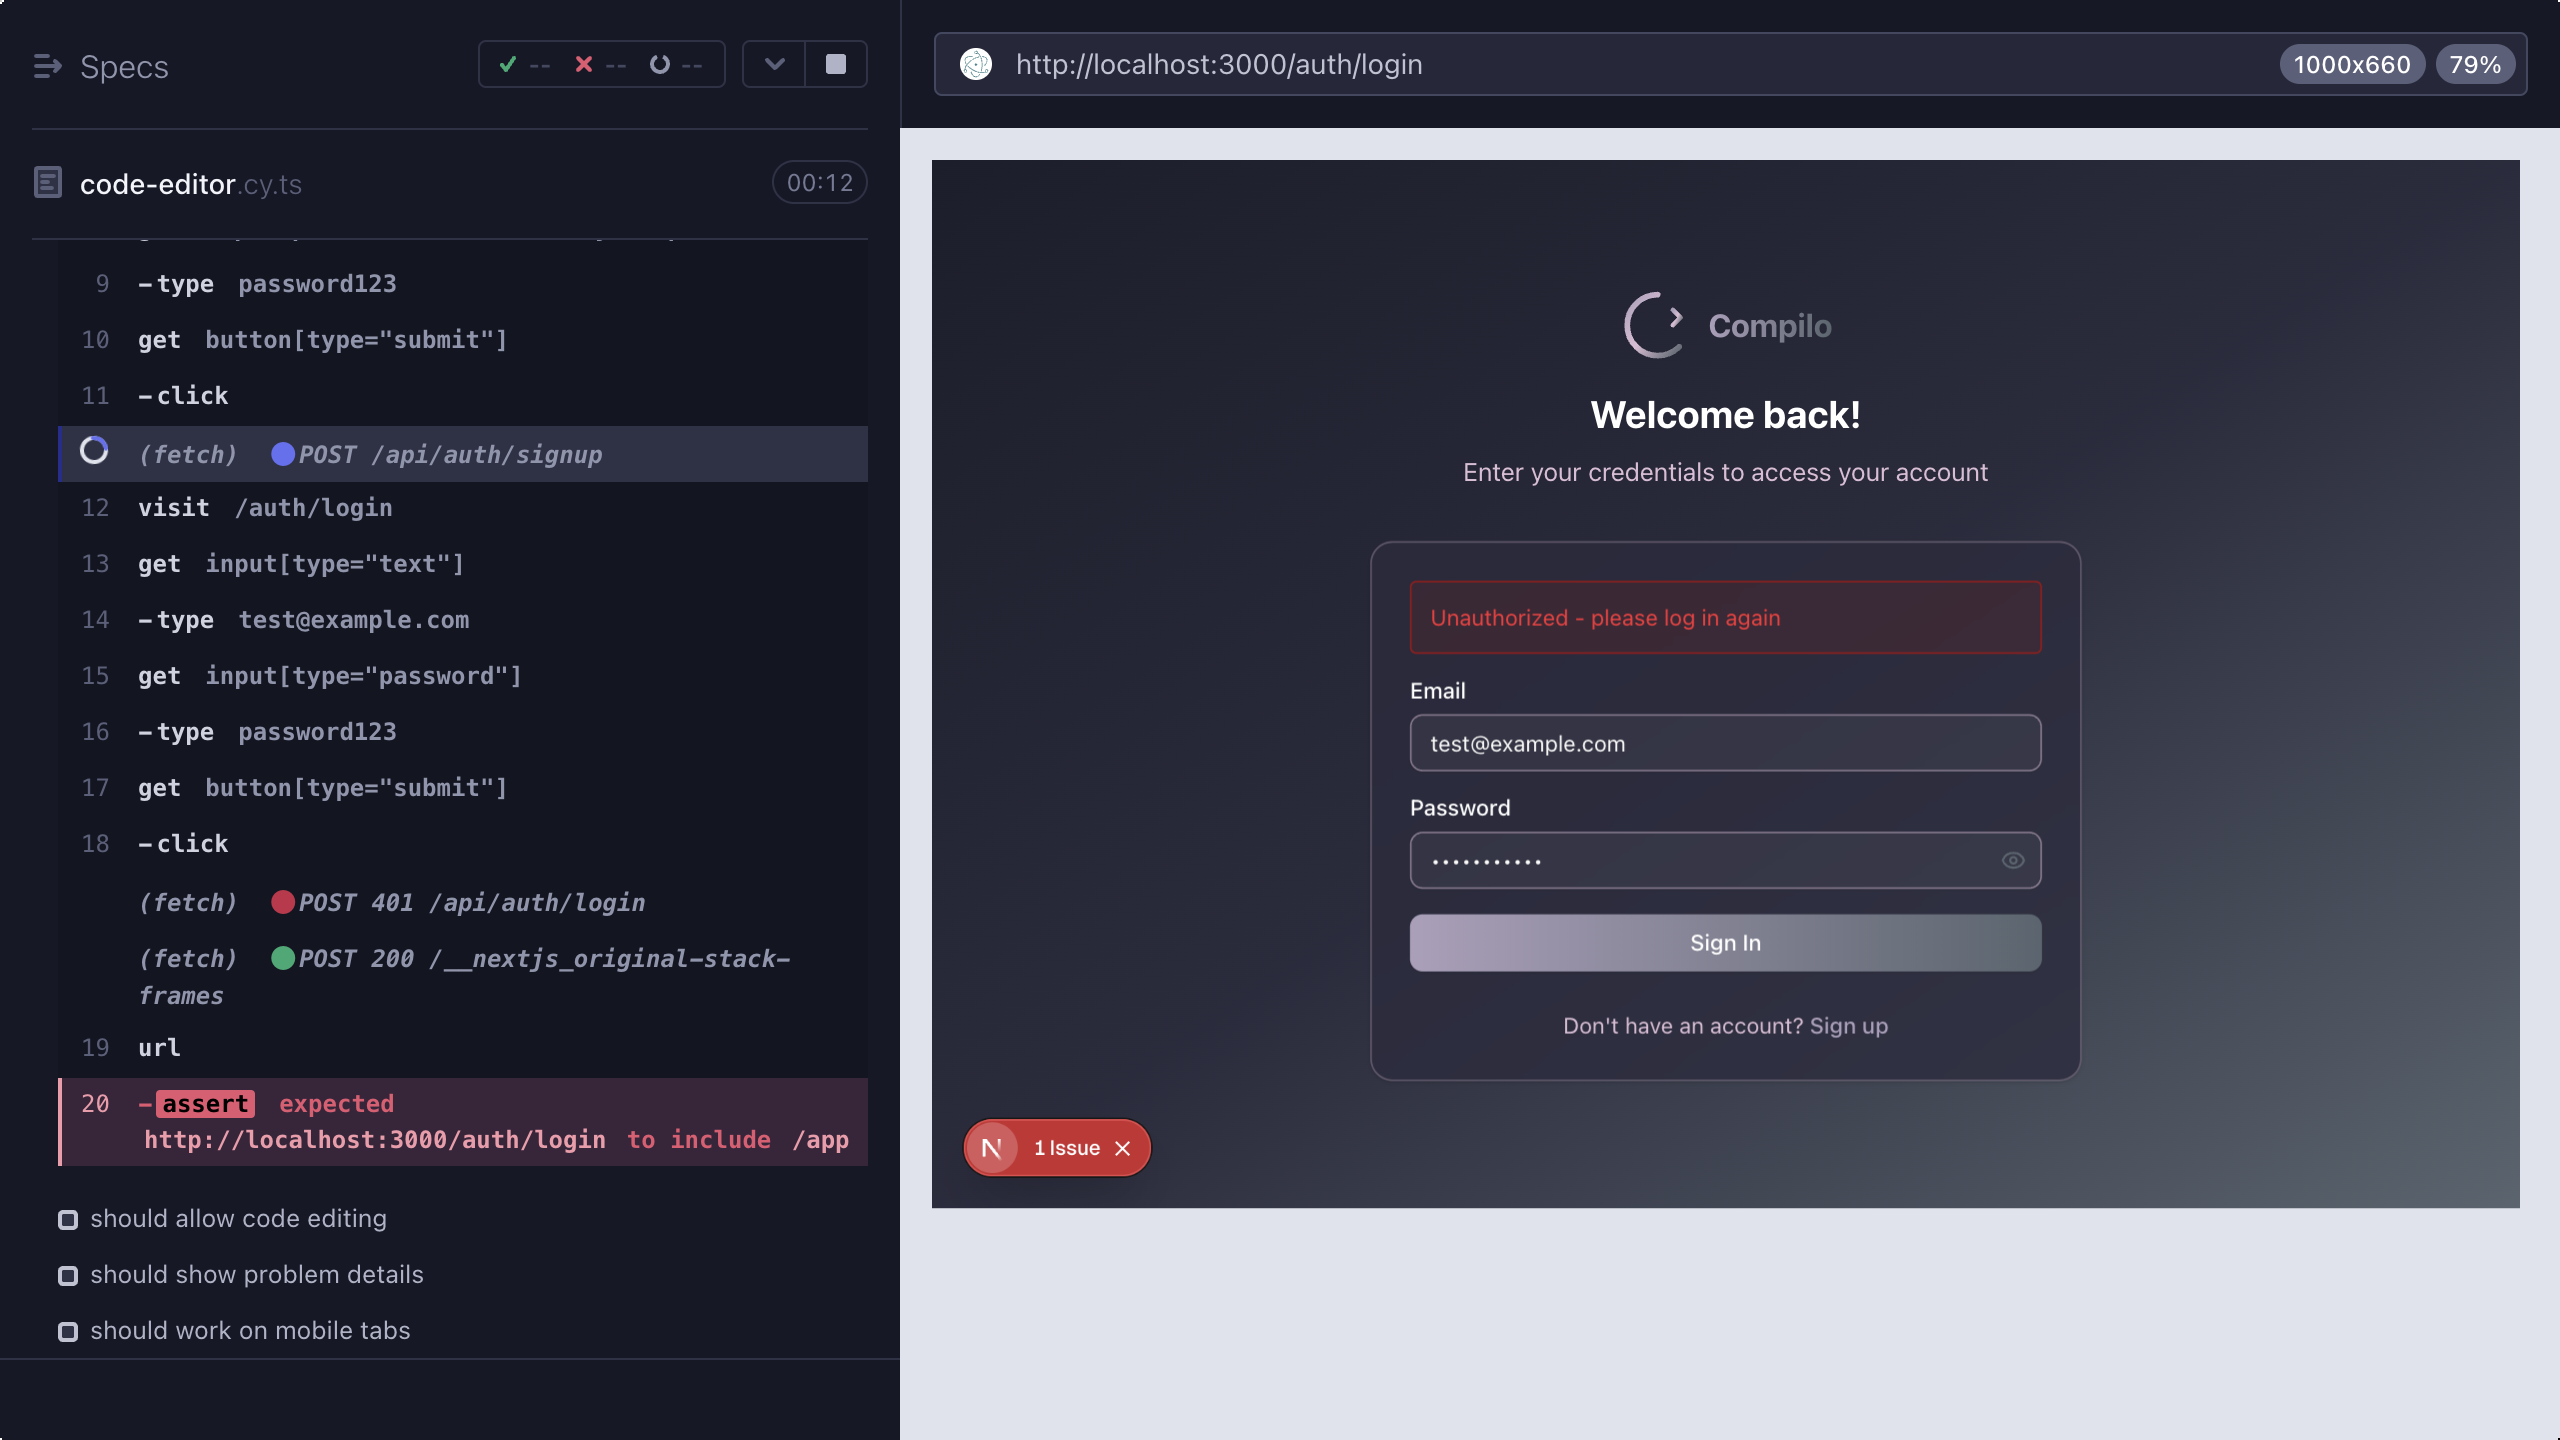 Specs
--
--
--
code-editor.cy.ts
00:12
9 -type password123
10 get button[type="submit"]
11 -click
(fetch) POST /api/auth/signup
12 visit /auth/login
13 get input[type="text"]
14 -type test@example.com
15 get input[type="password"]
16 -type password123
17 get button[type="submit"]
18 -click
(fetch) POST 401 /api/auth/login
(fetch) POST 200 /__nextjs_original-stack-
frames
19 url
20 -assert expected
http://localhost:3000/auth/login to include /app
should allow code editing
should show problem details
should work on mobile tabs
http://localhost:3000/auth/login
1000x660
79%
Compilo
Welcome back!
Enter your credentials to access your account
Unauthorized - please log in again
Email
test@example.com
Password
•••••••••••
Sign In
Don't have an account? Sign up
N 1 Issue